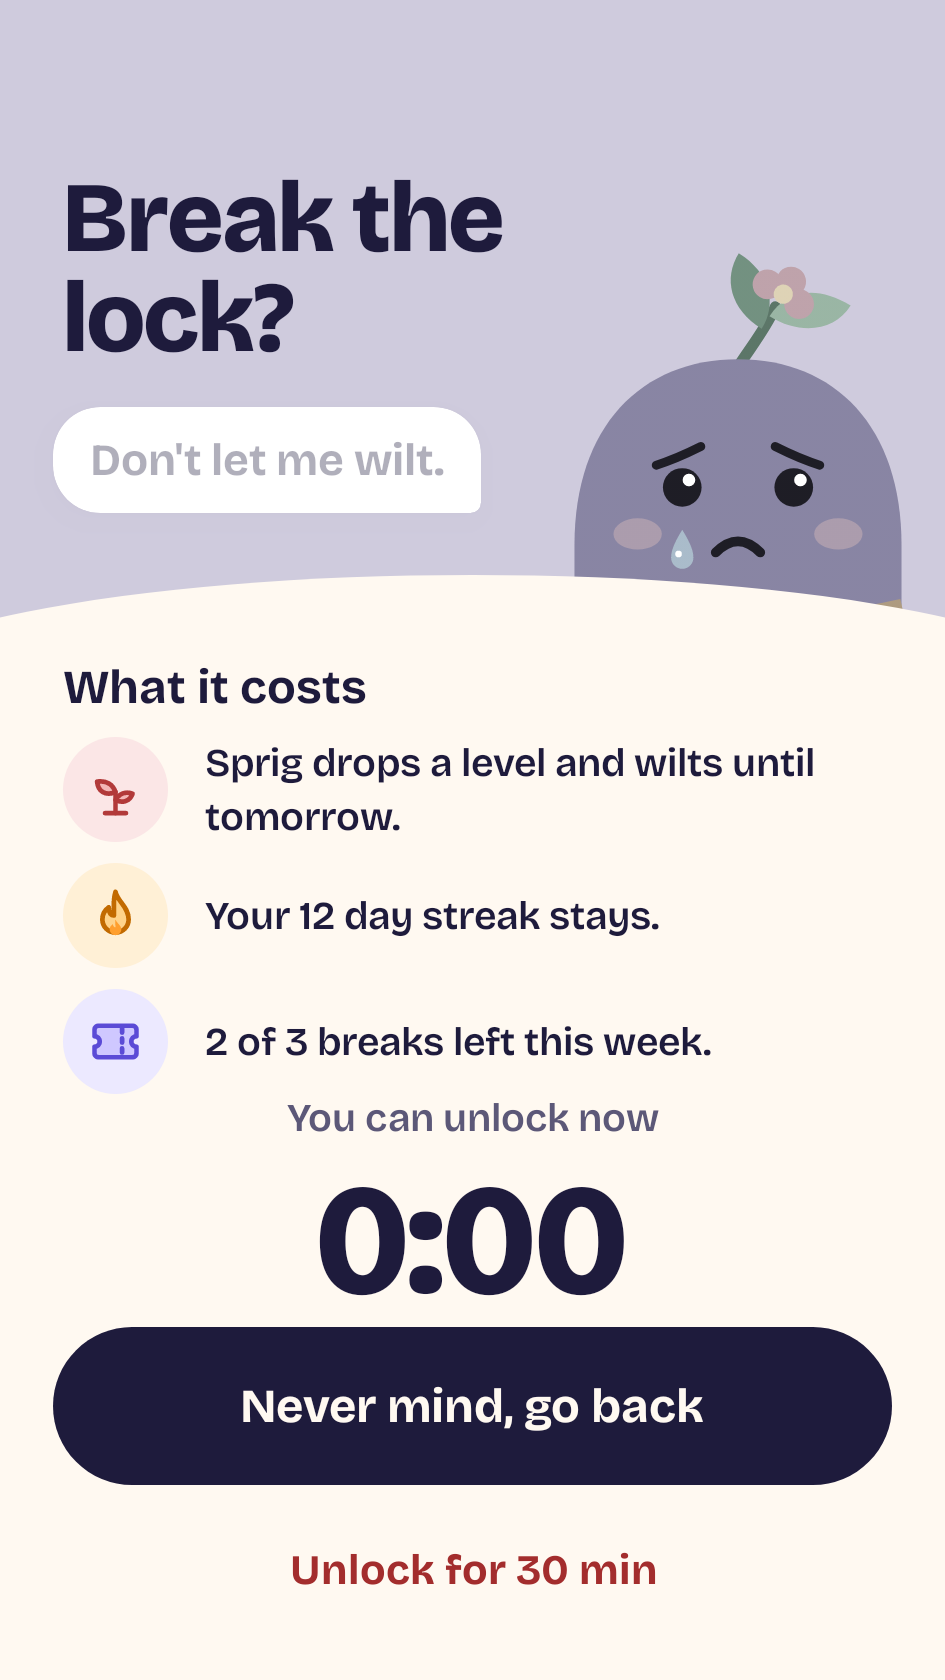 Break the
lock?
Don't let me wilt.
What it costs
Sprig drops a level and wilts until
tomorrow.
Your 12 day streak stays.
2 of 3 breaks left this week.
You can unlock now
0:00
Never mind, go back
Unlock for 30 min